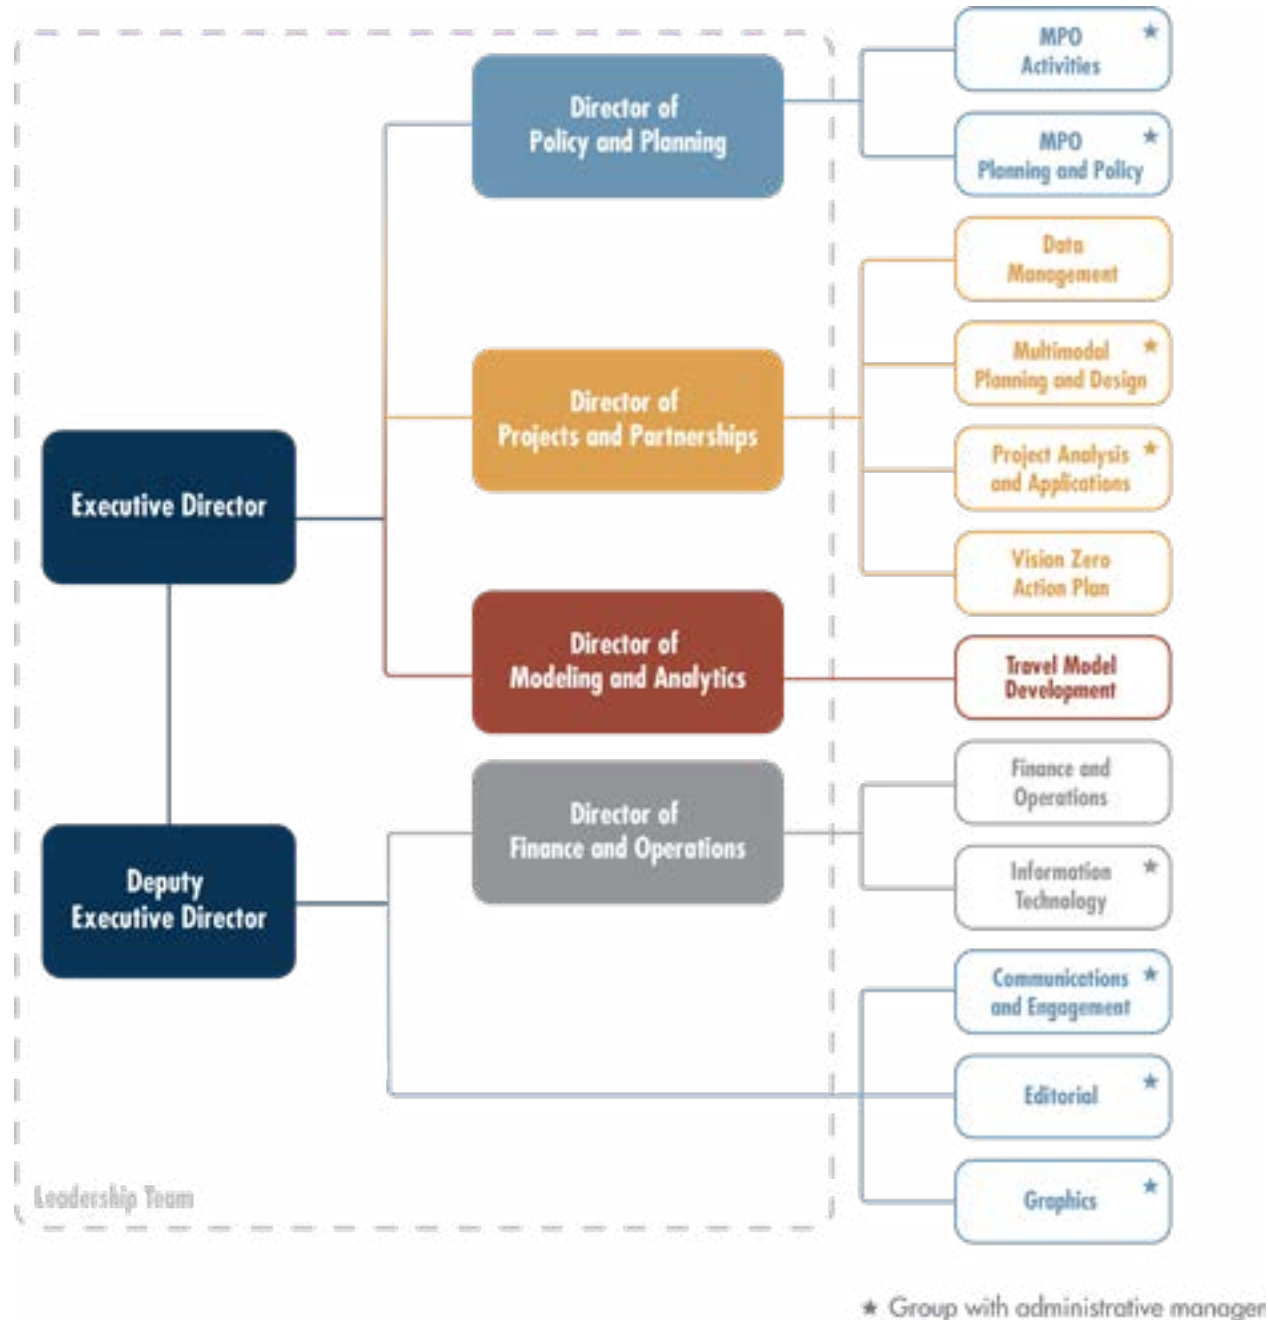 Director of
Policy and Planning
MPO ★
Activities
MPO ★
Planning and Policy
Director of
Projects and Partnerships
Data
Management
Multimodal ★
Planning and Design
Project Analysis ★
and Applications
Vision Zero
Action Plan
Executive Director
Director of
Modeling and Analytics
Travel Model
Development
Deputy
Executive Director
Director of
Finance and Operations
Finance and
Operations
Information ★
Technology
Communications ★
and Engagement
Editorial ★
Graphics ★
Leadership Team
★ Group with administrative manager